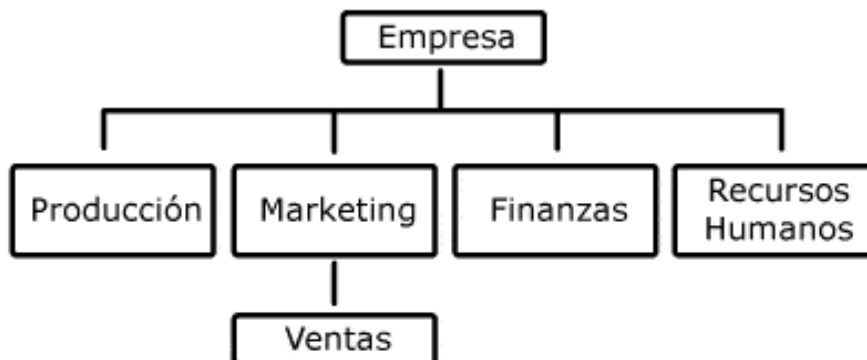 Empresa
Producción
Marketing
Finanzas
Recursos
Humanos
Ventas